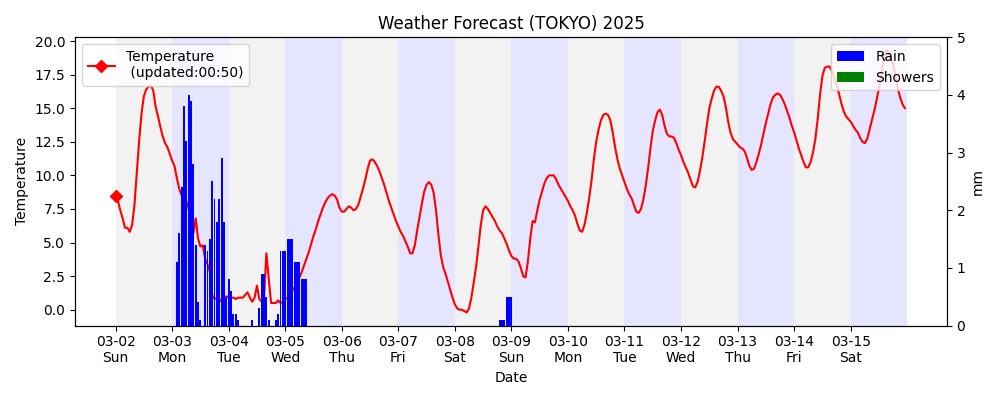 Weather Forecast (TOKYO) 2025
Temperature
(updated:00:50)
Rain
Showers
Temperature
20.0
17.5
15.0
12.5
10.0
7.5
5.0
2.5
0.0
5
4
3
2
1
0
mm
03-02 03-03 03-04 03-05 03-06 03-07 03-08 03-09 03-10 03-11 03-12 03-13 03-14 03-15
Sun Mon Tue Wed Thu Fri Sat Sun Mon Tue Wed Thu Fri Sat
Date